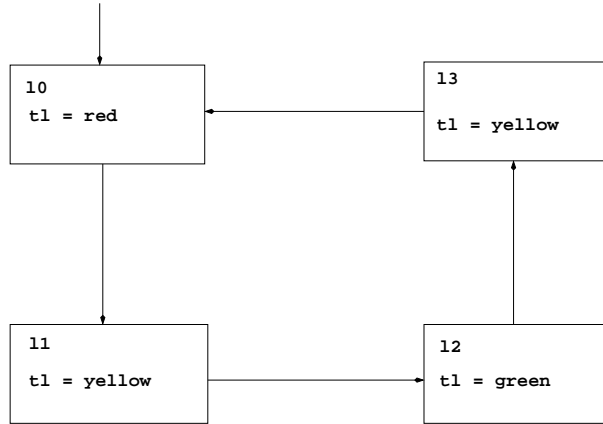 l0
tl = red
l3
tl = yellow
l1
tl = yellow
l2
tl = green